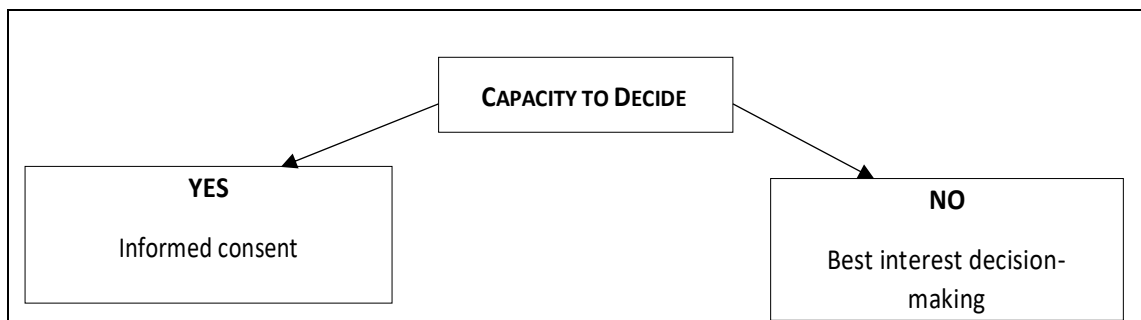 CAPACITY TO DECIDE
YES
Informed consent
NO
Best interest decision-
making